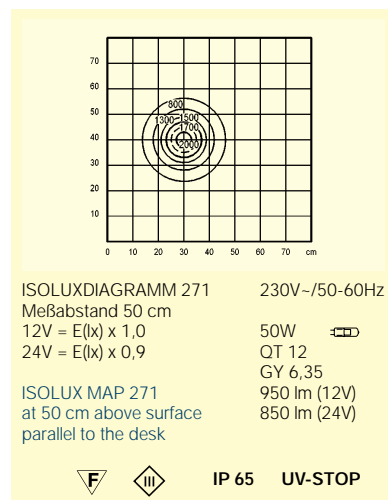 70
60
50
40
30
20
10
800
1300 1500
1700
2000
0 10 20 30 40 50 60 70 cm
ISOLUXDIAGRAMM 271
Meßabstand 50 cm
12V = E(lx) x 1,0
24V = E(lx) x 0,9
ISOLUX MAP 271
at 50 cm above surface
parallel to the desk
230V~/50-60Hz
50W
QT 12
GY 6,35
950 lm (12V)
850 lm (24V)
F III IP 65 UV-STOP